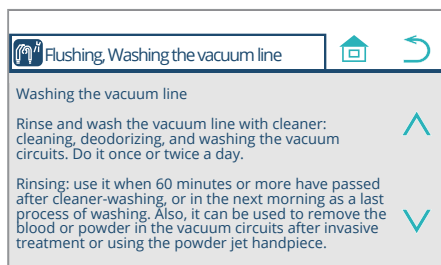 Flushing, Washing the vacuum line
Washing the vacuum line
Rinse and wash the vacuum line with cleaner:
cleaning, deodorizing, and washing the vacuum
circuits. Do it once or twice a day.
Rinsing: use it when 60 minutes or more have passed
after cleaner-washing, or in the next morning as a last
process of washing. Also, it can be used to remove the
blood or powder in the vacuum circuits after invasive
treatment or using the powder jet handpiece.